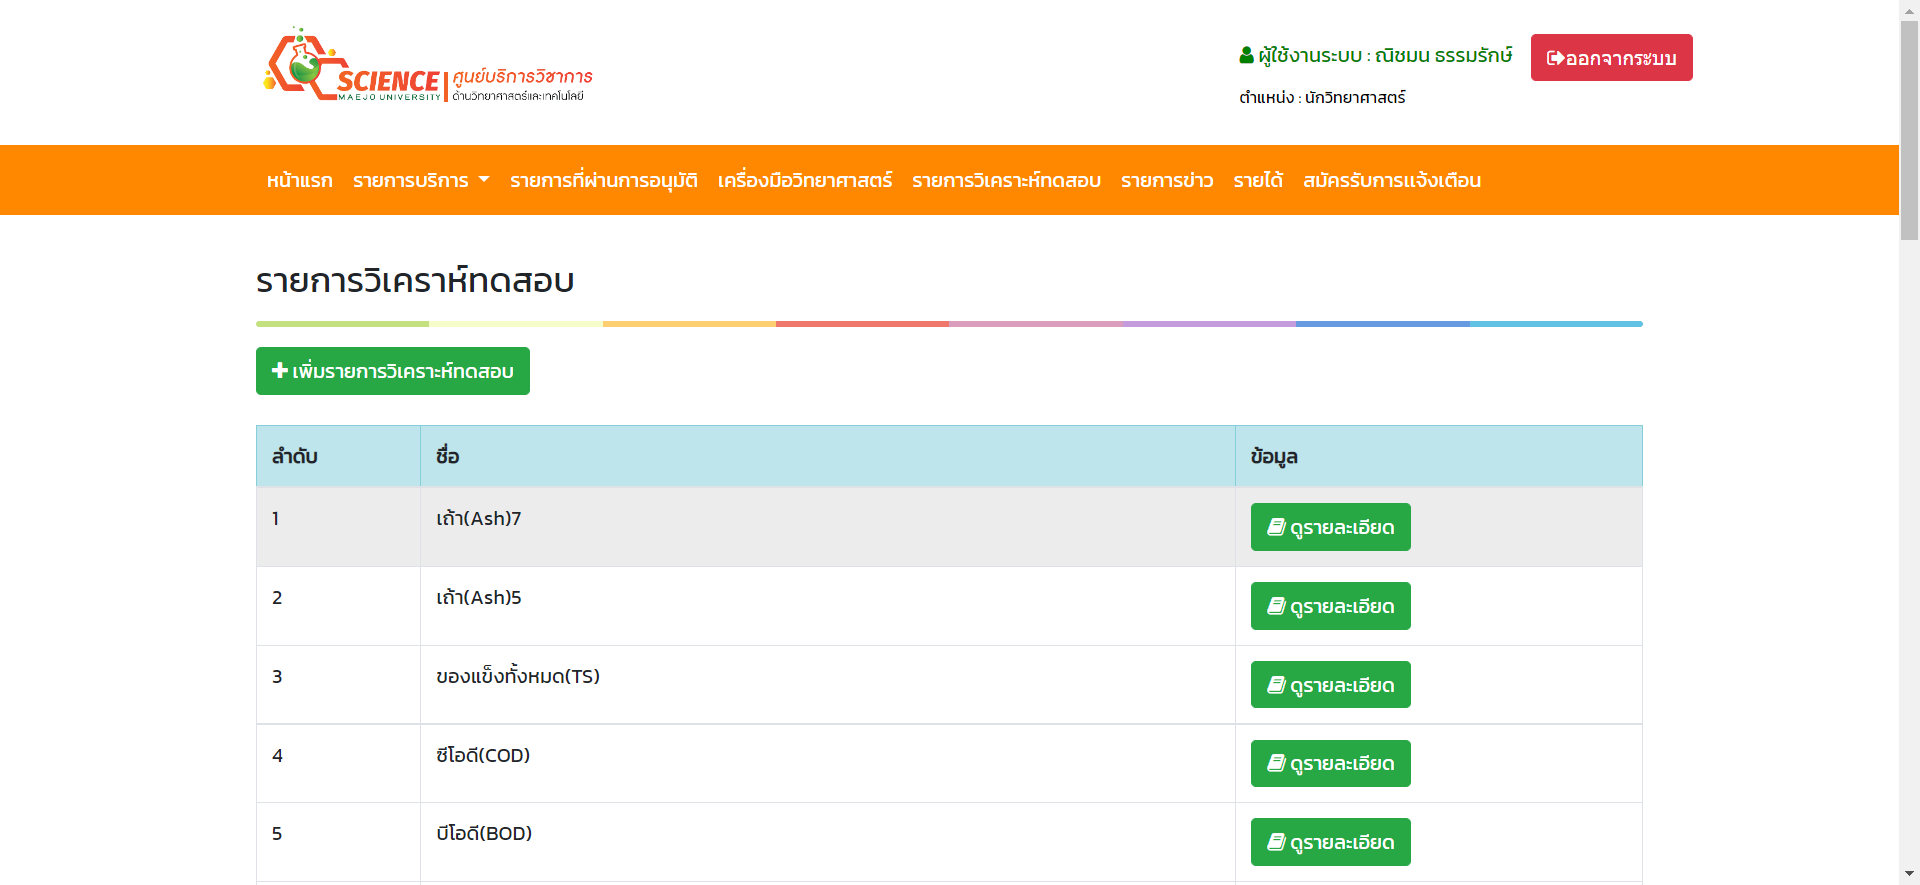 SCIENCE
MAEJO UNIVERSITY
ศูนย์บริการวิชาการ
ด้านวิทยาศาสตร์และเทคโนโลยี
ผู้ใช้งานระบบ : ณิชมน ธรรมรักษ์
ออกจากระบบ
ตำแหน่ง : นักวิทยาศาสตร์
หน้าแรก รายการบริการ รายการที่ผ่านการอนุมัติ เครื่องมือวิทยาศาสตร์ รายการวิเคราะห์ทดสอบ รายการข่าว รายได้ สมัครรับการแจ้งเตือน
รายการวิเคราห์ทดสอบ
เพิ่มรายการวิเคราะห์ทดสอบ
ลำดับ ชื่อ ข้อมูล
1 เถ้า(Ash)7 ดูรายละเอียด
2 เถ้า(Ash)5 ดูรายละเอียด
3 ของแข็งทั้งหมด(TS) ดูรายละเอียด
4 ซีโอดี(COD) ดูรายละเอียด
5 บีโอดี(BOD) ดูรายละเอียด